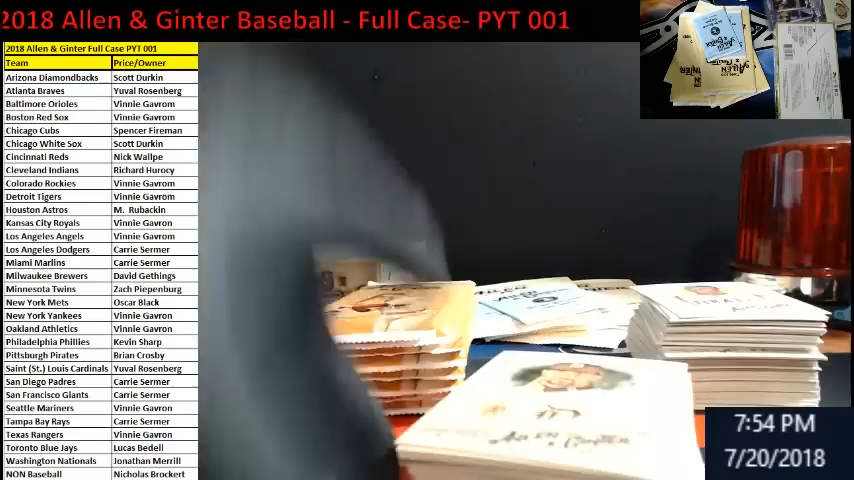 2018 Allen & Ginter Baseball - Full Case- PYT 001
2018 Allen & Ginter Full Case PYT 001
Team Price/Owner
Arizona Diamondbacks Scott Durkin
Atlanta Braves Yuval Rosenberg
Baltimore Orioles Vinnie Gavrom
Boston Red Sox Vinnie Gavrom
Chicago Cubs Spencer Fireman
Chicago White Sox Scott Durkin
Cincinnati Reds Nick Wallpe
Cleveland Indians Richard Hurocy
Colorado Rockies Vinnie Gavrom
Detroit Tigers Vinnie Gavrom
Houston Astros M. Rubackin
Kansas City Royals Vinnie Gavron
Los Angeles Angels Vinnie Gavrom
Los Angeles Dodgers Carrie Sermer
Miami Marlins Carrie Sermer
Milwaukee Brewers David Gethings
Minnesota Twins Zach Piepenburg
New York Mets Oscar Black
New York Yankees Vinnie Gavron
Oakland Athletics Vinnie Gavron
Philadelphia Phillies Kevin Sharp
Pittsburgh Pirates Brian Crosby
Saint (St.) Louis Cardinals Yuval Rosenberg
San Diego Padres Carrie Sermer
San Francisco Giants Carrie Sermer
Seattle Mariners Vinnie Gavron
Tampa Bay Rays Carrie Sermer
Texas Rangers Vinnie Gavron
Toronto Blue Jays Lucas Bedell
Washington Nationals Jonathan Merrill
NON Baseball Nicholas Brockert
Allen & Ginter
7:54 PM
7/20/2018